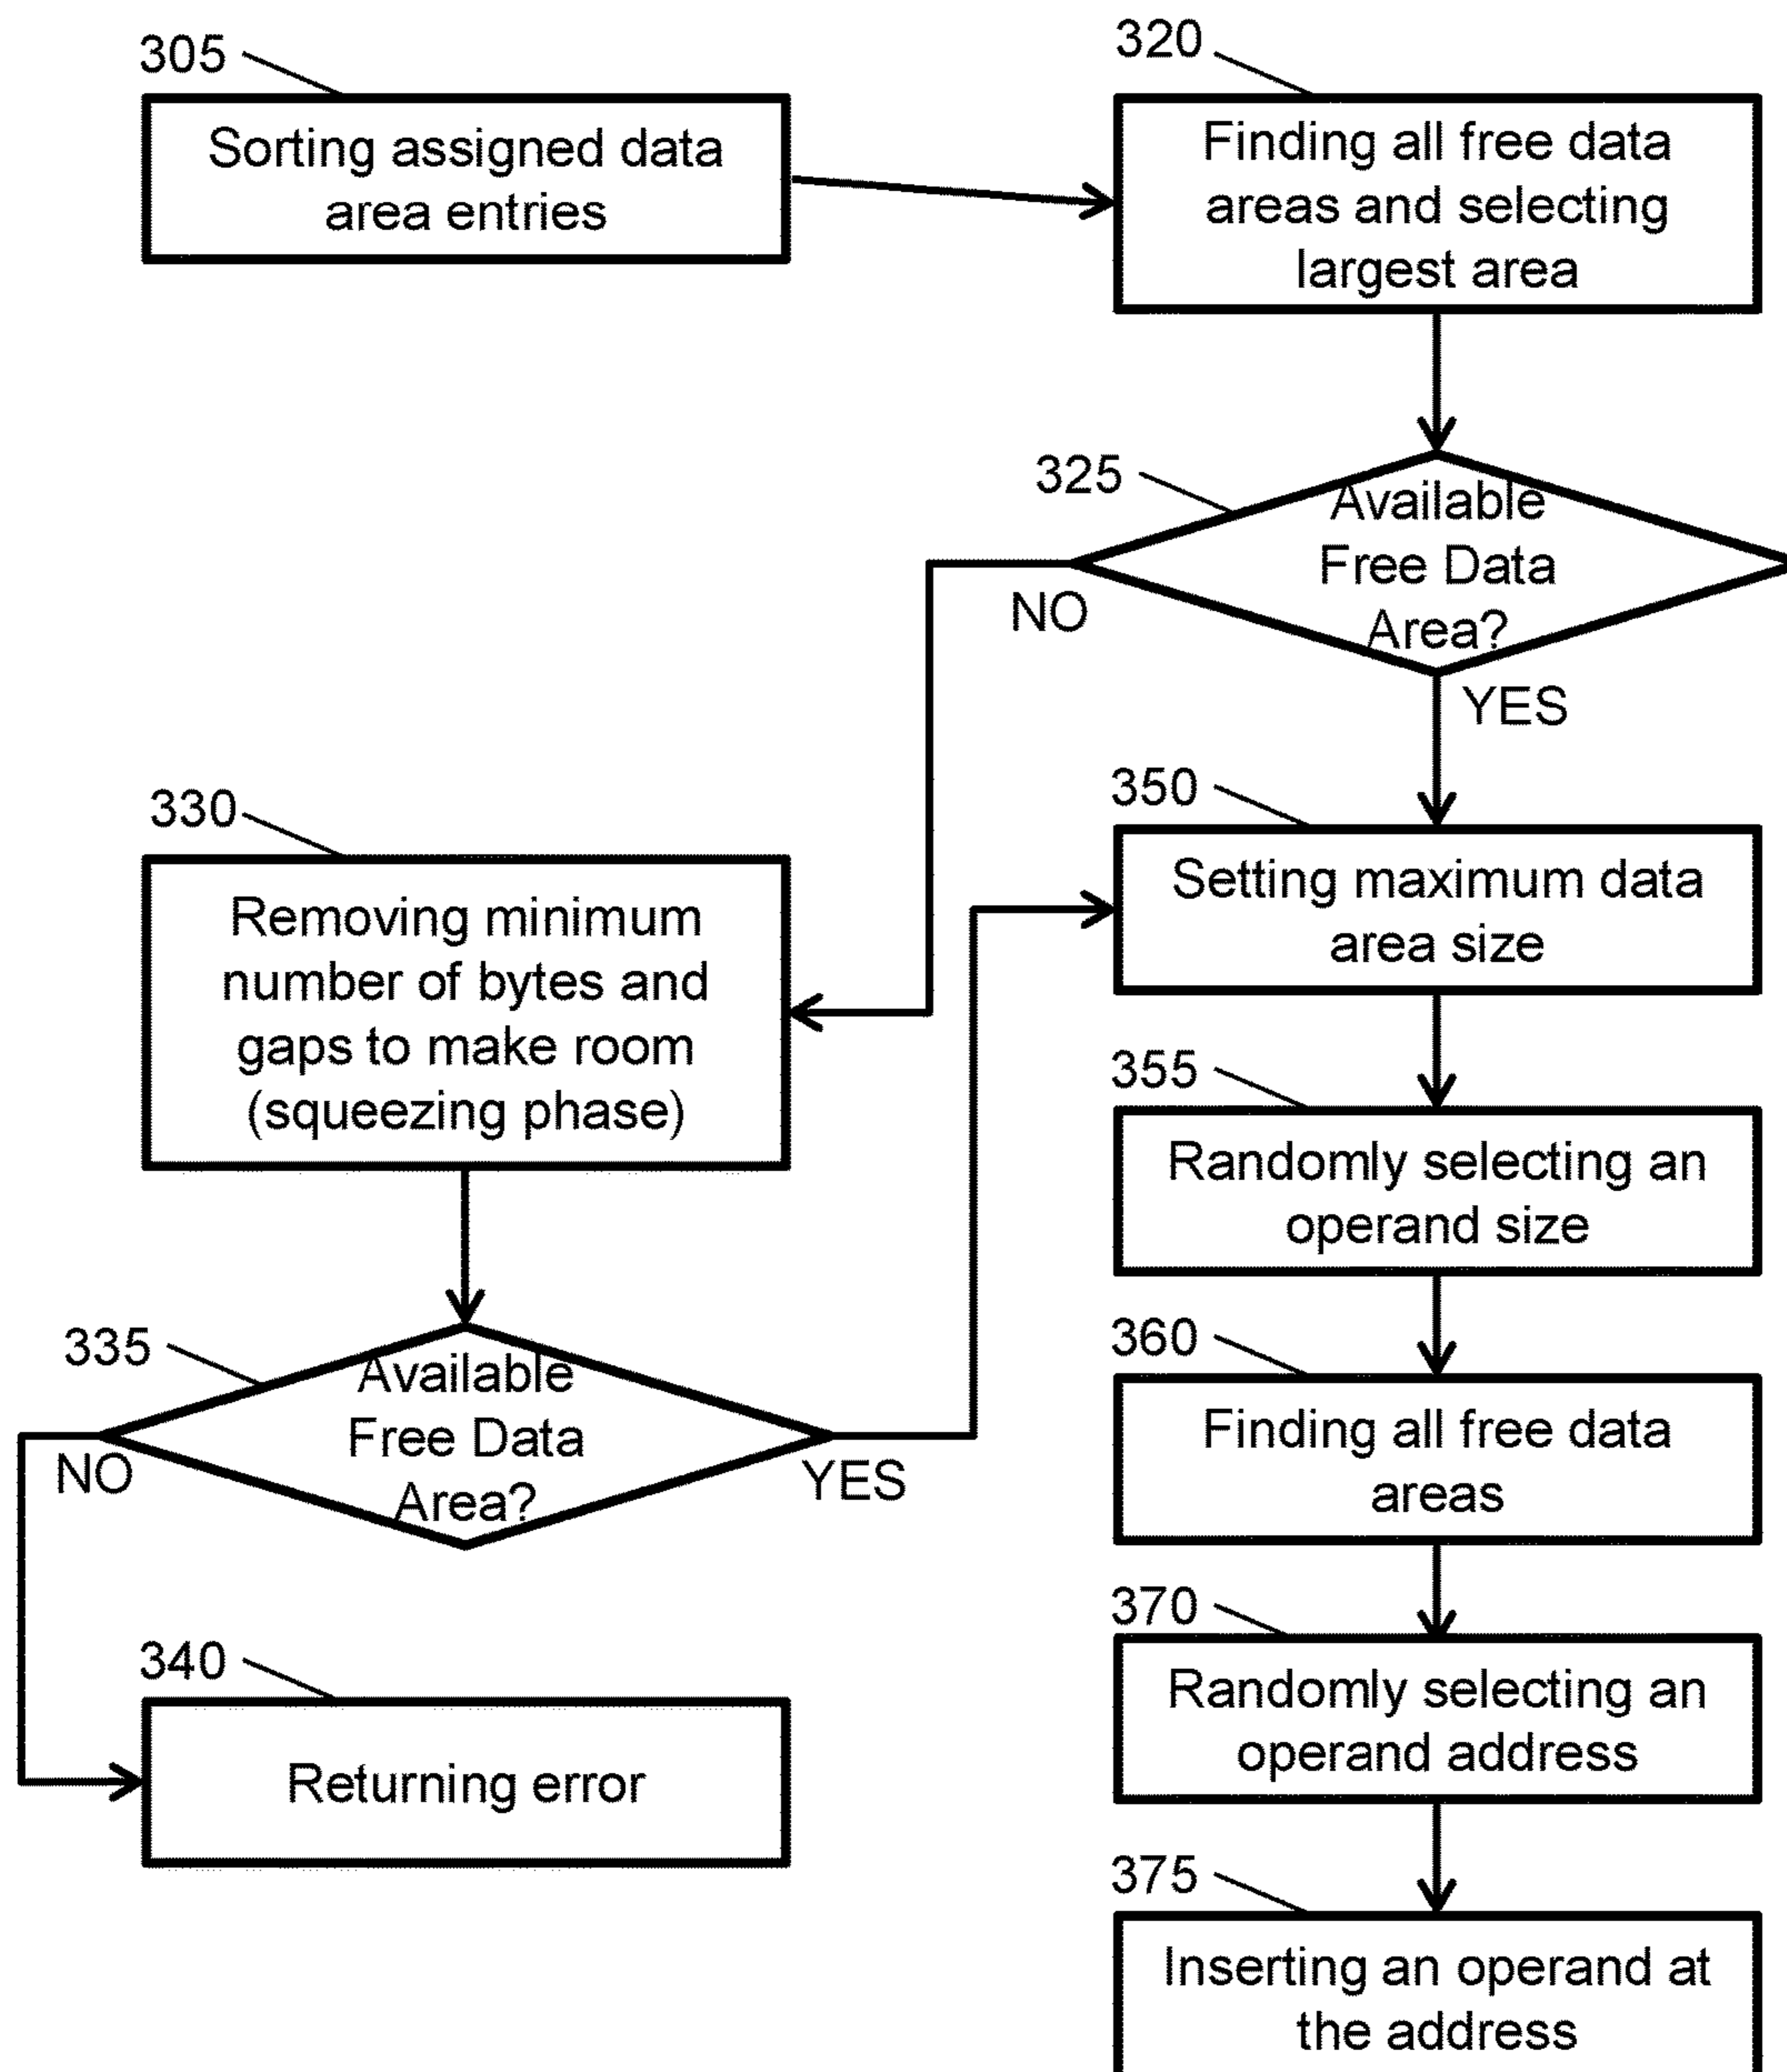 305
Sorting assigned data
area entries
320
Finding all free data
areas and selecting
largest area
325
Available
Free Data
Area?
NO
YES
330
Removing minimum
number of bytes and
gaps to make room
(squeezing phase)
335
Available
Free Data
Area?
NO
YES
340
Returning error
350
Setting maximum data
area size
355
Randomly selecting an
operand size
360
Finding all free data
areas
370
Randomly selecting an
operand address
375
Inserting an operand at
the address